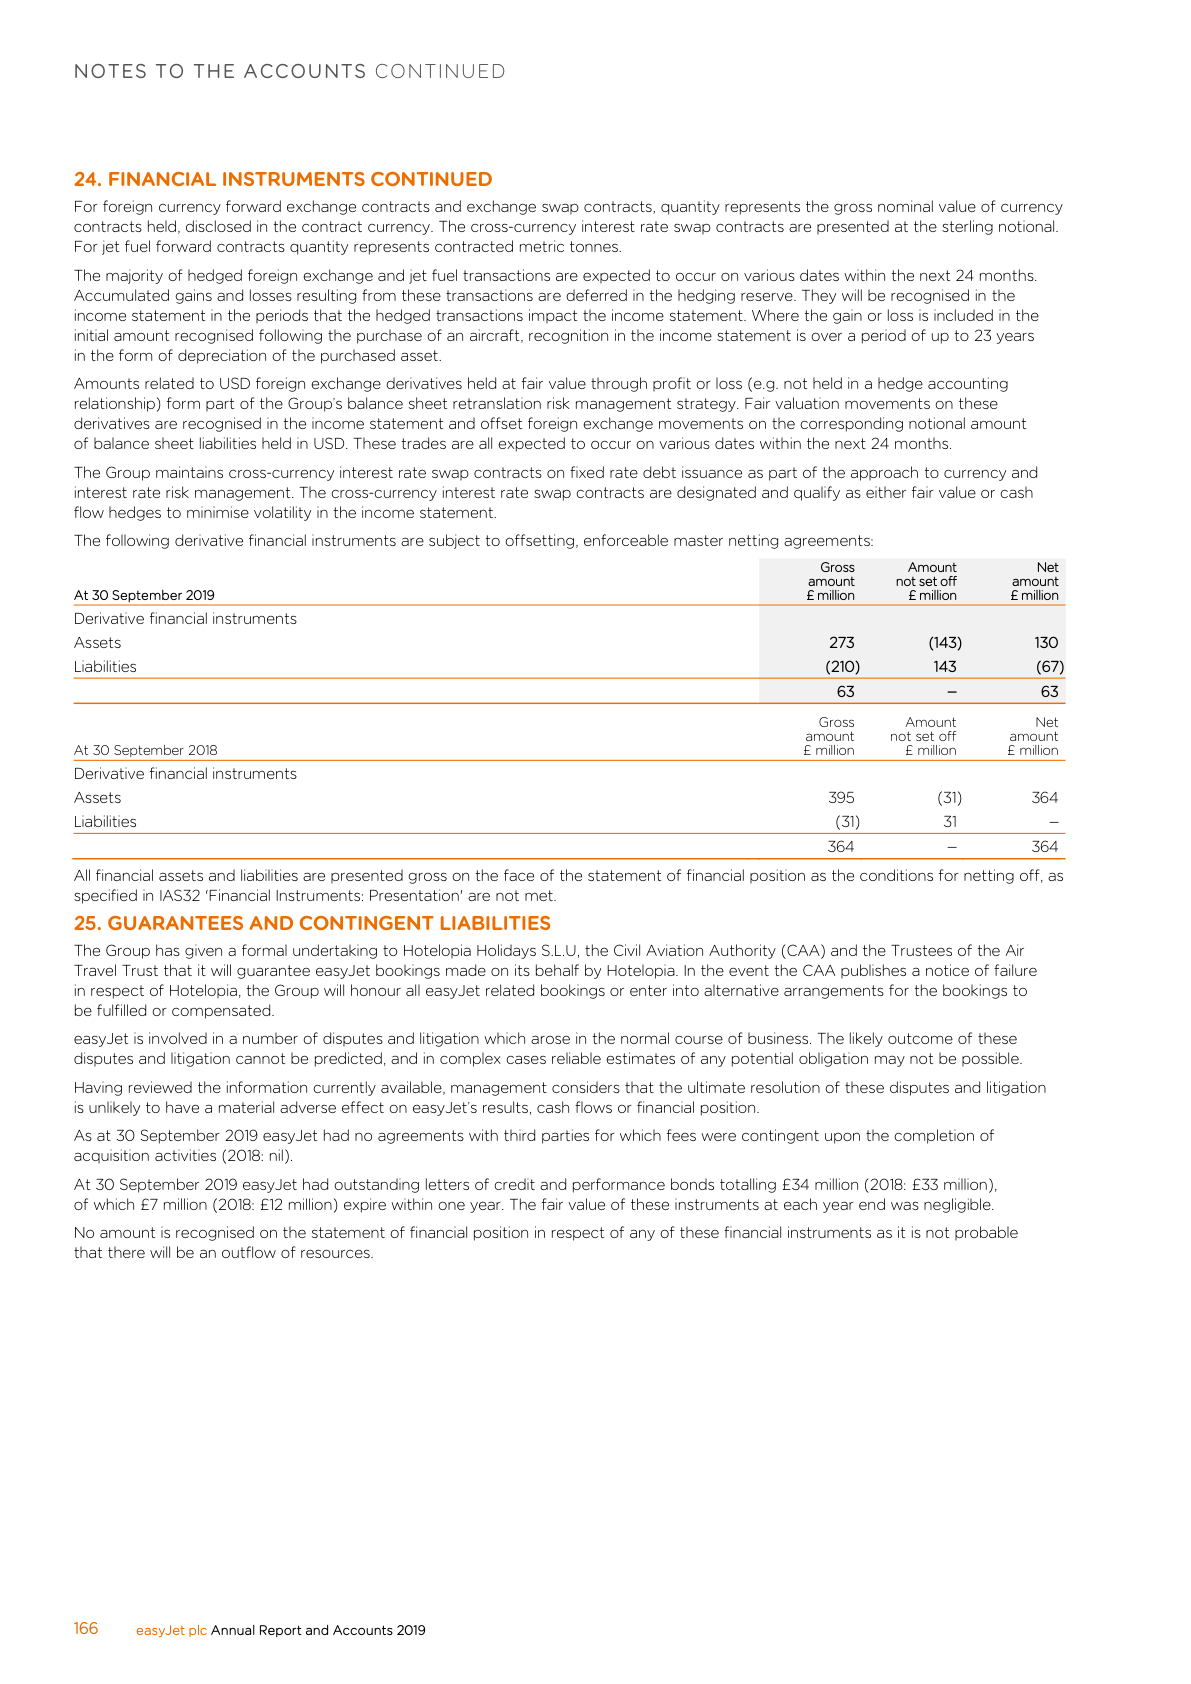 NOTES TO THE ACCOUNTS CONTINUED
24. FINANCIAL INSTRUMENTS CONTINUED
For foreign currency forward exchange contracts and exchange swap contracts, quantity represents the gross nominal value of currency
contracts held, disclosed in the contract currency. The cross-currency interest rate swap contracts are presented at the sterling notional.
For jet fuel forward contracts quantity represents contracted metric tonnes.
The majority of hedged foreign exchange and jet fuel transactions are expected to occur on various dates within the next 24 months.
Accumulated gains and losses resulting from these transactions are deferred in the hedging reserve. They will be recognised in the
income statement in the periods that the hedged transactions impact the income statement. Where the gain or loss is included in the
initial amount recognised following the purchase of an aircraft, recognition in the income statement is over a period of up to 23 years
in the form of depreciation of the purchased asset.
Amounts related to USD foreign exchange derivatives held at fair value through profit or loss (e.g. not held in a hedge accounting
relationship) form part of the Group's balance sheet retranslation risk management strategy. Fair valuation movements on these
derivatives are recognised in the income statement and offset foreign exchange movements on the corresponding notional amount
of balance sheet liabilities held in USD. These trades are all expected to occur on various dates within the next 24 months.
The Group maintains cross-currency interest rate swap contracts on fixed rate debt issuance as part of the approach to currency and
interest rate risk management. The cross-currency interest rate swap contracts are designated and qualify as either fair value or cash
flow hedges to minimise volatility in the income statement.
The following derivative financial instruments are subject to offsetting, enforceable master netting agreements:
Gross Amount Net
amount not set off amount
At 30 September 2019 £ million £ million £ million
Derivative financial instruments
Assets 273 (143) 130
Liabilities (210) 143 (67)
63 – 63
Gross Amount Net
amount not set off amount
At 30 September 2018 £ million £ million £ million
Derivative financial instruments
Assets 395 (31) 364
Liabilities (31) 31 –
364 – 364
All financial assets and liabilities are presented gross on the face of the statement of financial position as the conditions for netting off, as
specified in IAS32 'Financial Instruments: Presentation' are not met.
25. GUARANTEES AND CONTINGENT LIABILITIES
The Group has given a formal undertaking to Hotelopia Holidays S.L.U, the Civil Aviation Authority (CAA) and the Trustees of the Air
Travel Trust that it will guarantee easyJet bookings made on its behalf by Hotelopia. In the event the CAA publishes a notice of failure
in respect of Hotelopia, the Group will honour all easyJet related bookings or enter into alternative arrangements for the bookings to
be fulfilled or compensated.
easyJet is involved in a number of disputes and litigation which arose in the normal course of business. The likely outcome of these
disputes and litigation cannot be predicted, and in complex cases reliable estimates of any potential obligation may not be possible.
Having reviewed the information currently available, management considers that the ultimate resolution of these disputes and litigation
is unlikely to have a material adverse effect on easyJet's results, cash flows or financial position.
As at 30 September 2019 easyJet had no agreements with third parties for which fees were contingent upon the completion of
acquisition activities (2018: nil).
At 30 September 2019 easyJet had outstanding letters of credit and performance bonds totalling £34 million (2018: £33 million),
of which £7 million (2018: £12 million) expire within one year. The fair value of these instruments at each year end was negligible.
No amount is recognised on the statement of financial position in respect of any of these financial instruments as it is not probable
that there will be an outflow of resources.
166 easyJet plc Annual Report and Accounts 2019